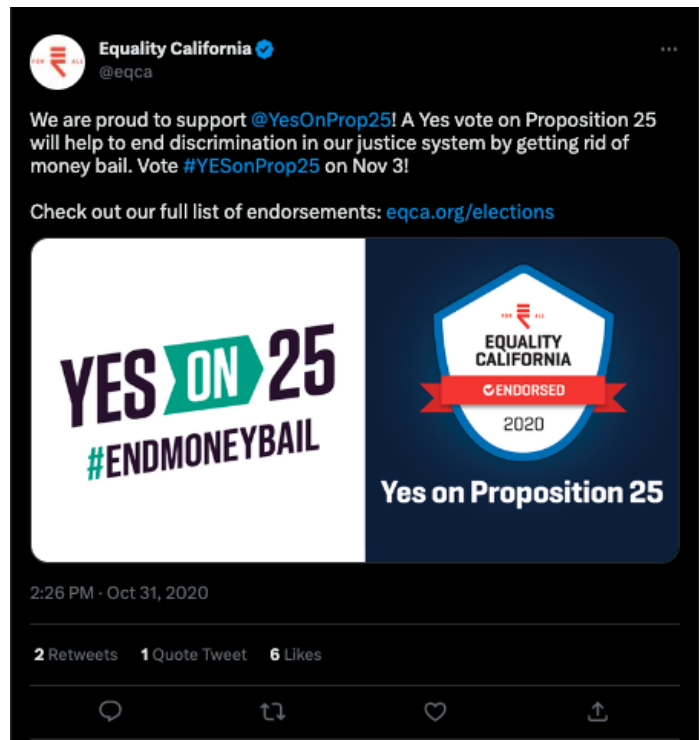 Equality California
@eqca
We are proud to support @YesOnProp25! A Yes vote on Proposition 25
will help to end discrimination in our justice system by getting rid of
money bail. Vote #YESonProp25 on Nov 3!
Check out our full list of endorsements: eqca.org/elections
YES ON 25
#ENDMONEYBAIL
FOR ALL
EQUALITY
CALIFORNIA
ENDORSED
2020
Yes on Proposition 25
2:26 PM · Oct 31, 2020
2 Retweets 1 Quote Tweet 6 Likes